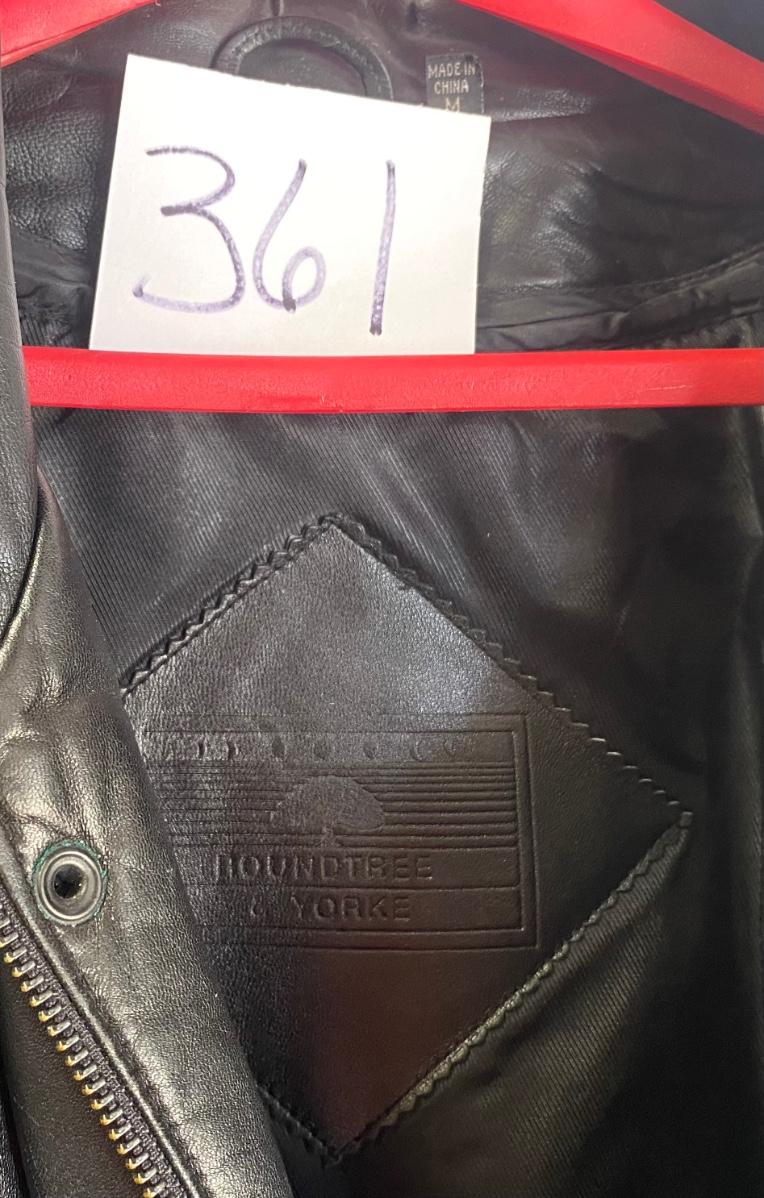 MADE IN
CHINA
M
361
ROUNDTREE
& YORKE